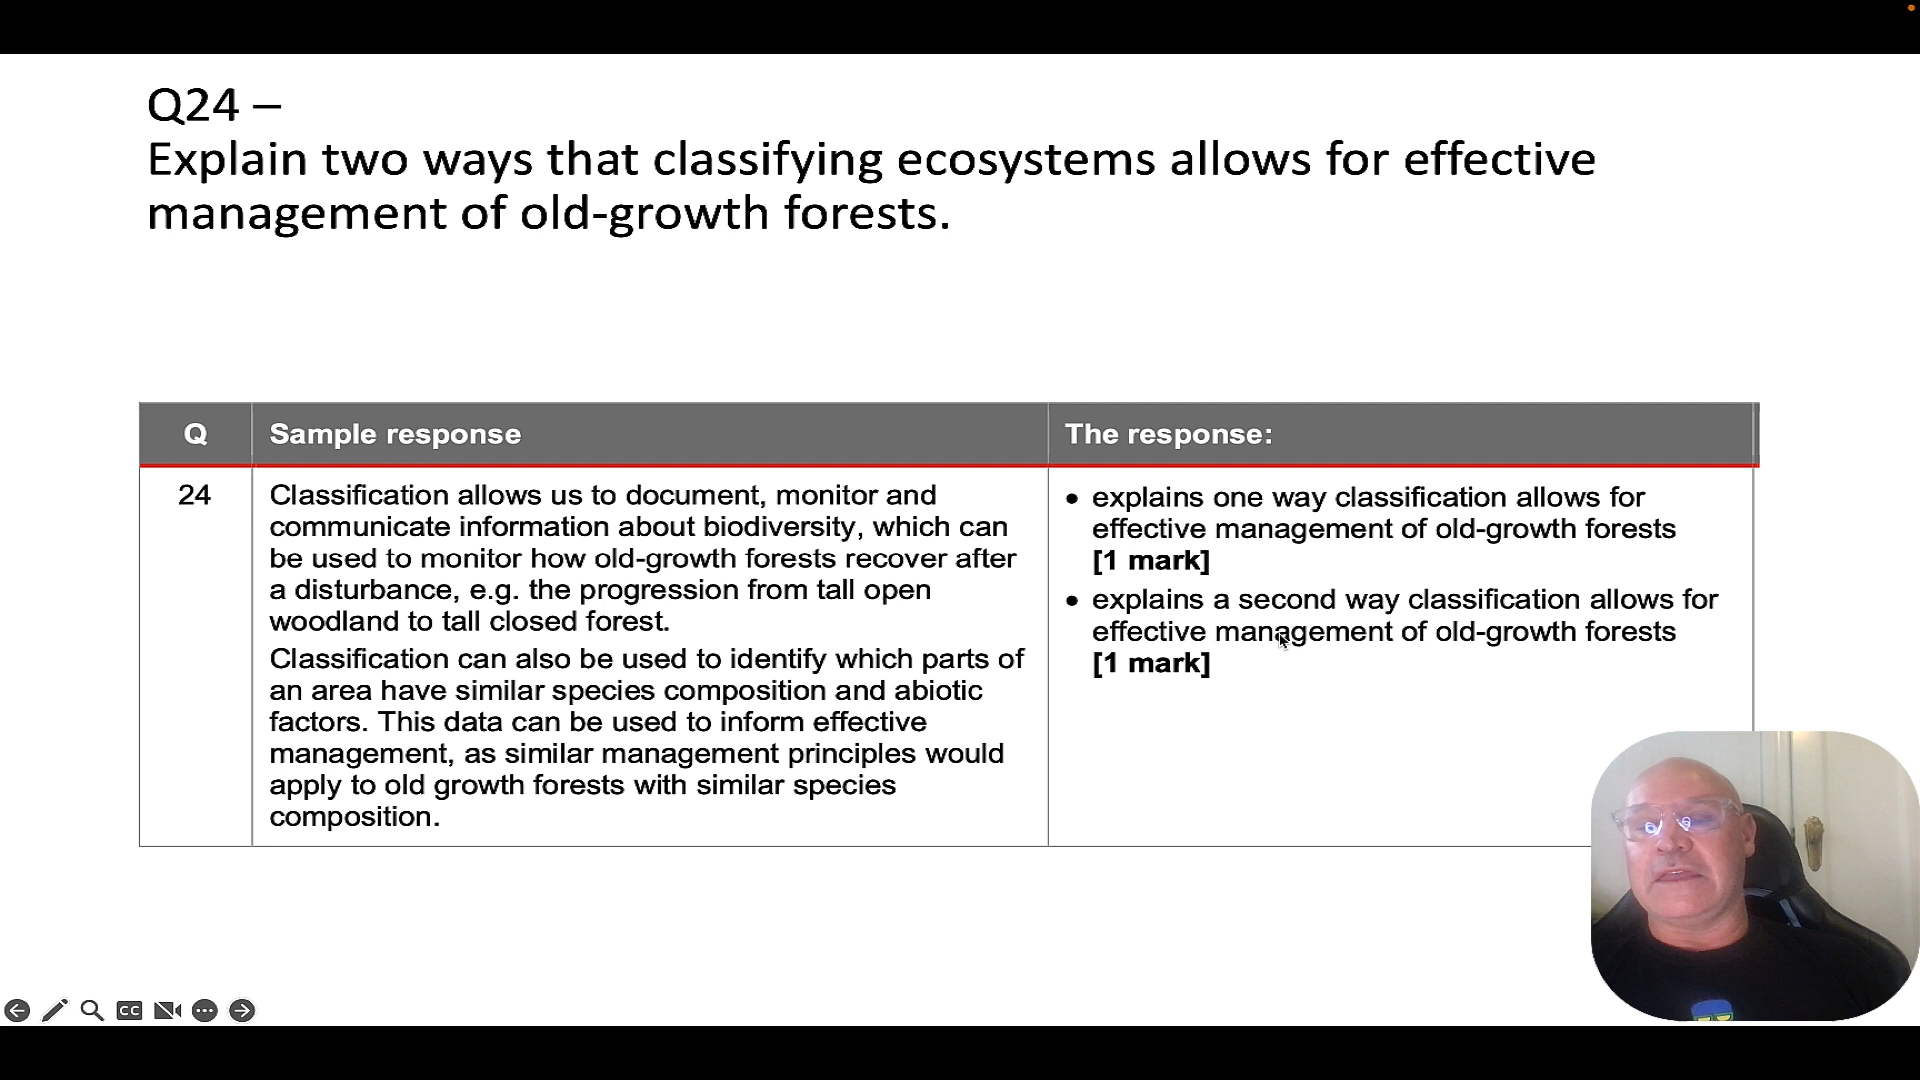 Q24 –
Explain two ways that classifying ecosystems allows for effective
management of old-growth forests.
Q
Sample response
The response:
24
Classification allows us to document, monitor and
communicate information about biodiversity, which can
be used to monitor how old-growth forests recover after
a disturbance, e.g. the progression from tall open
woodland to tall closed forest.
Classification can also be used to identify which parts of
an area have similar species composition and abiotic
factors. This data can be used to inform effective
management, as similar management principles would
apply to old growth forests with similar species
composition.
• explains one way classification allows for
effective management of old-growth forests
[1 mark]
• explains a second way classification allows for
effective management of old-growth forests
[1 mark]
CC